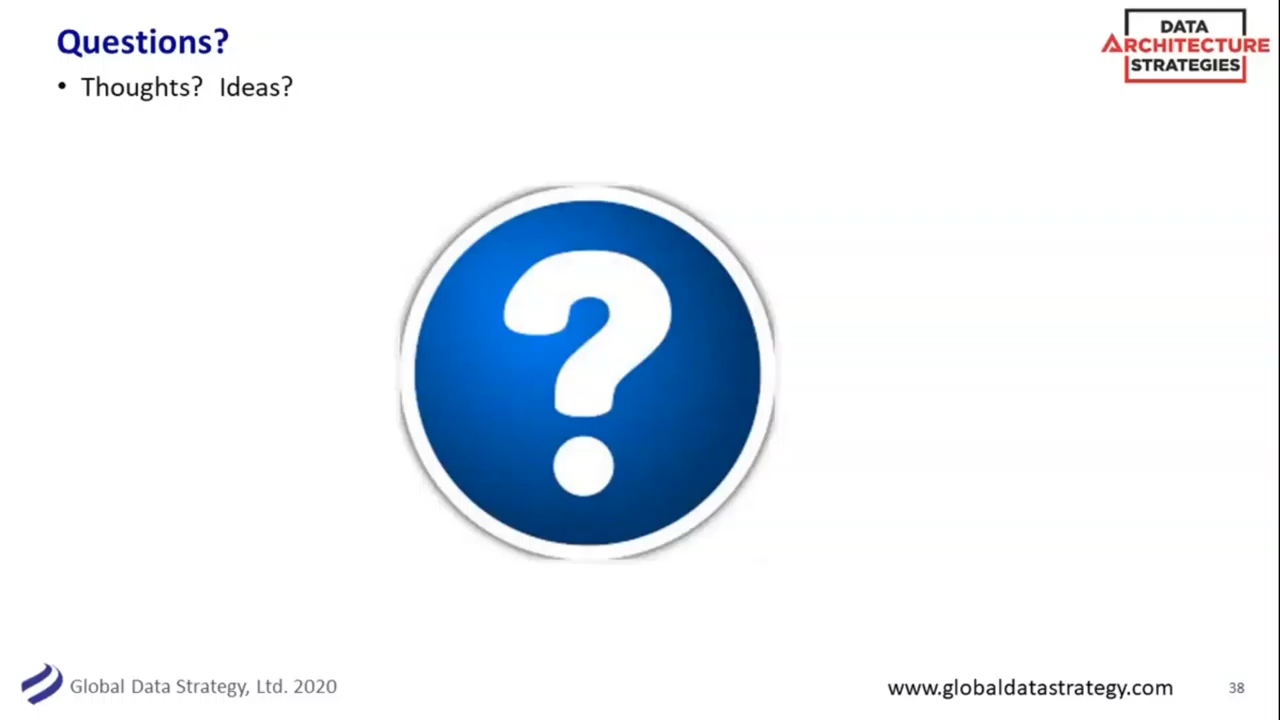 Questions?
• Thoughts? Ideas?
DATA
ARCHITECTURE
STRATEGIES
?
Global Data Strategy, Ltd. 2020
www.globaldatastrategy.com
38